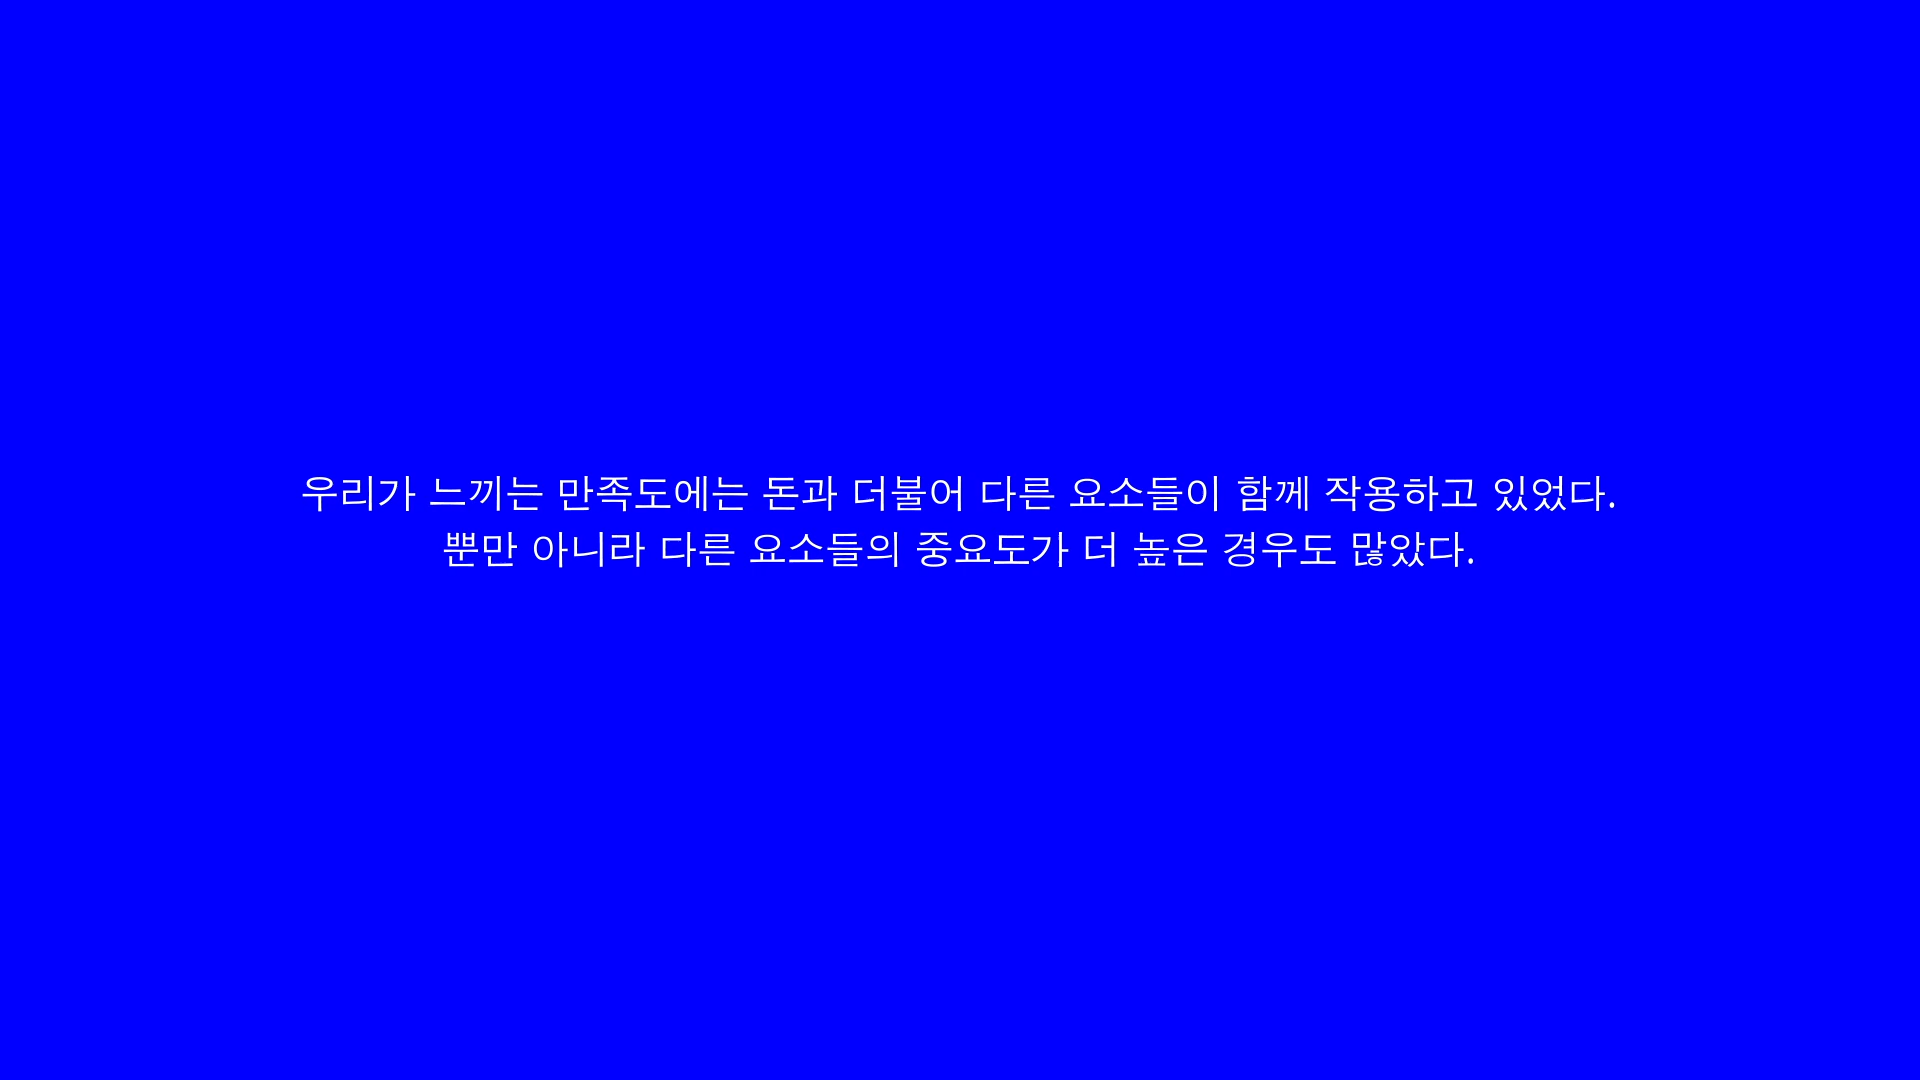 우리가 느끼는 만족도에는 돈과 더불어 다른 요소들이 함께 작용하고 있었다.
뿐만 아니라 다른 요소들의 중요도가 더 높은 경우도 많았다.